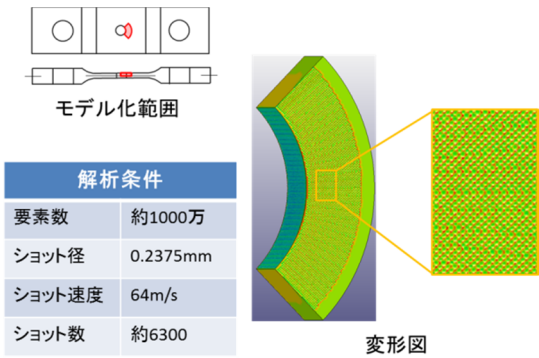 モデル化範囲
解析条件
要素数 約1000万
ショット径 0.2375mm
ショット速度 64m/s
ショット数 約6300
変形図